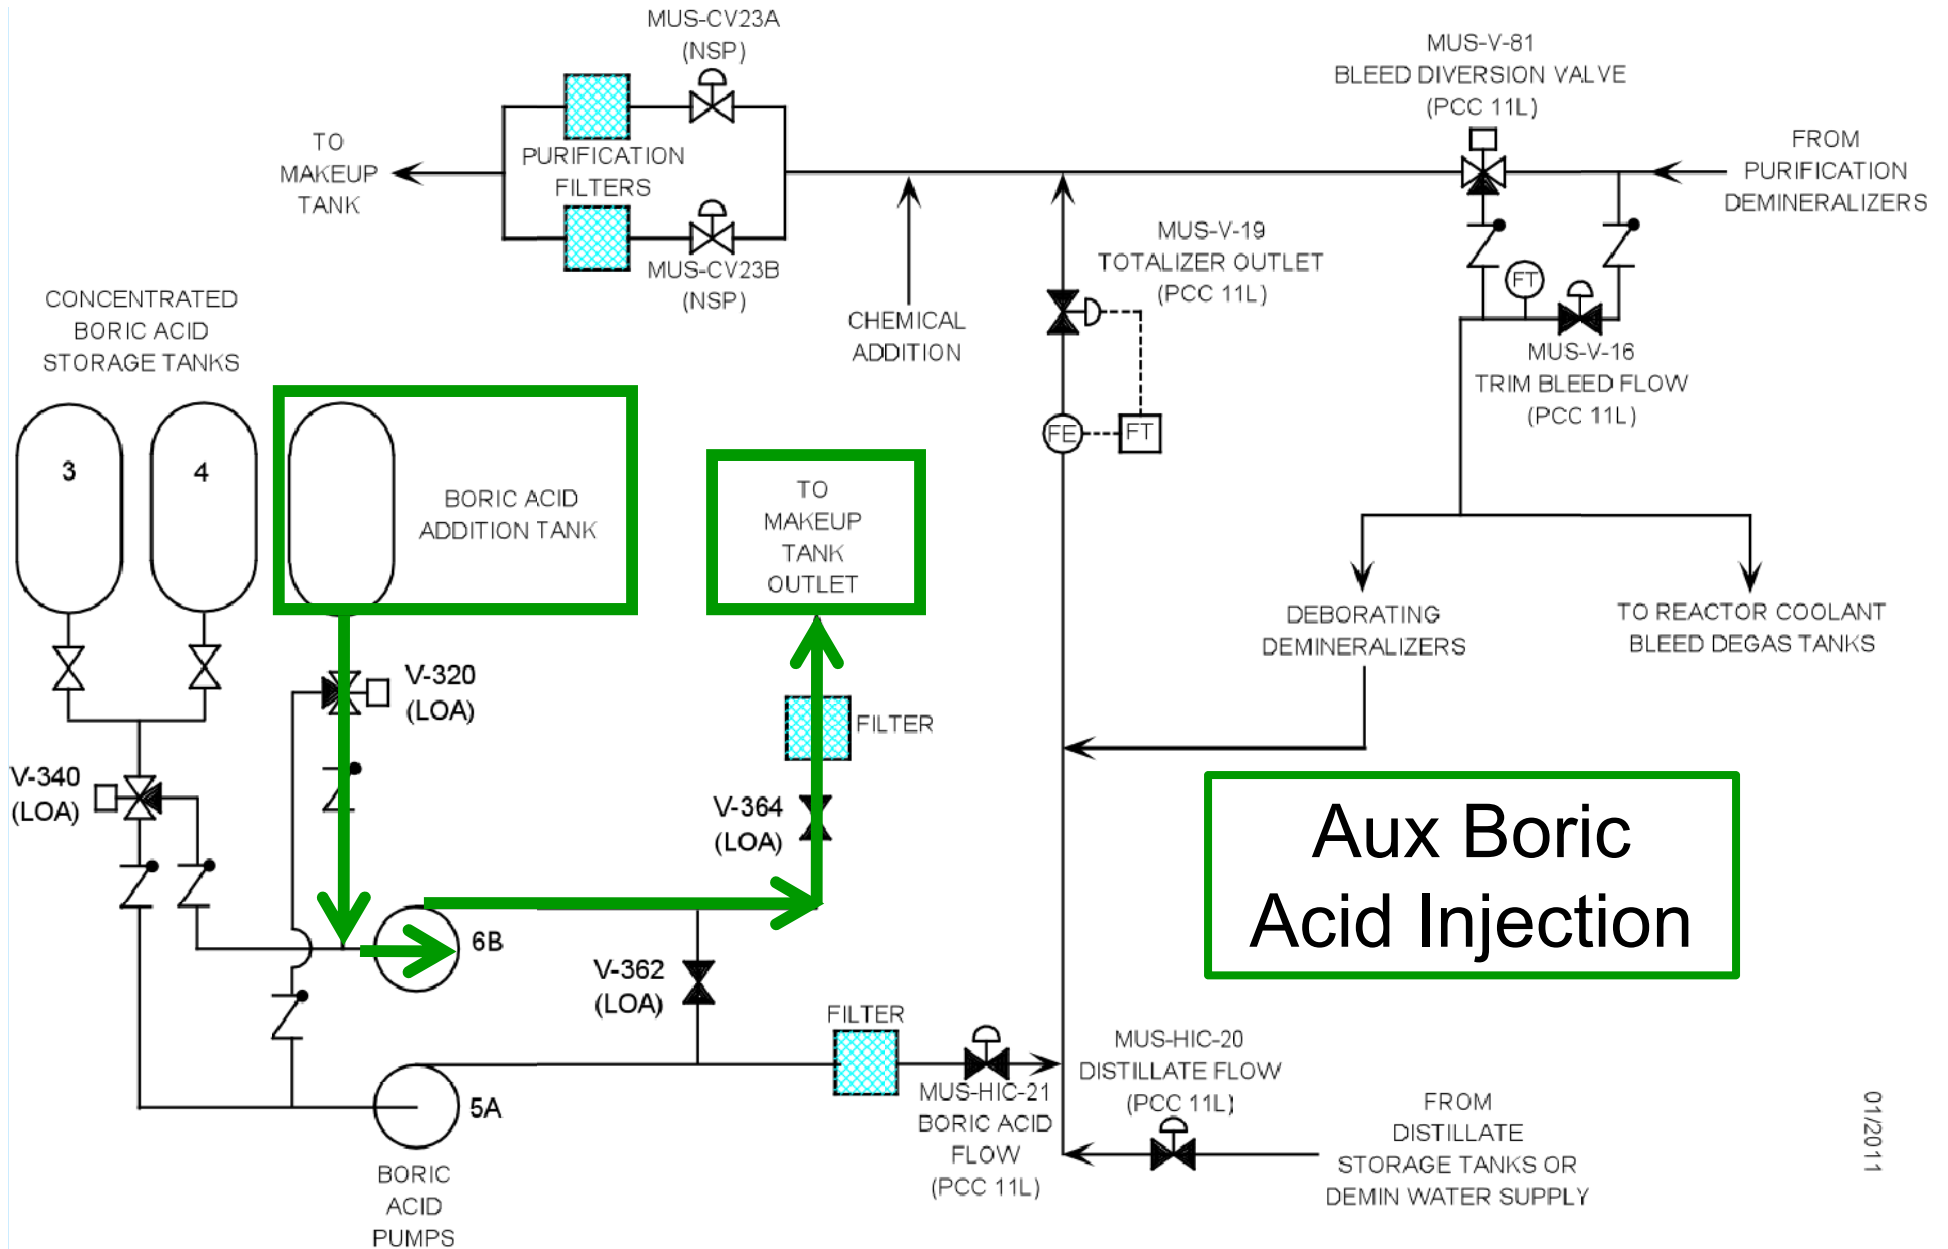 MUS-CV23A
(NSP)
MUS-V-81
BLEED DIVERSION VALVE
(PCC 11L)
TO
MAKEUP
TANK
PURIFICATION
FILTERS
FROM
PURIFICATION
DEMINERALIZERS
MUS-CV23B
(NSP)
MUS-V-19
TOTALIZER OUTLET
(PCC 11L)
FT
CHEMICAL
ADDITION
MUS-V-16
TRIM BLEED FLOW
(PCC 11L)
CONCENTRATED
BORIC ACID
STORAGE TANKS
3
4
BORIC ACID
ADDITION TANK
TO
MAKEUP
TANK
OUTLET
FE
FT
DEBORATING
DEMINERALIZERS
TO REACTOR COOLANT
BLEED DEGAS TANKS
V-320
(LOA)
FILTER
V-340
(LOA)
V-364
(LOA)
Aux Boric
Acid Injection
6B
V-362
(LOA)
FILTER
MUS-HIC-21
BORIC ACID
FLOW
(PCC 11L)
MUS-HIC-20
DISTILLATE FLOW
(PCC 11L)
5A
BORIC
ACID
PUMPS
FROM
DISTILLATE
STORAGE TANKS OR
DEMIN WATER SUPPLY
01/2011